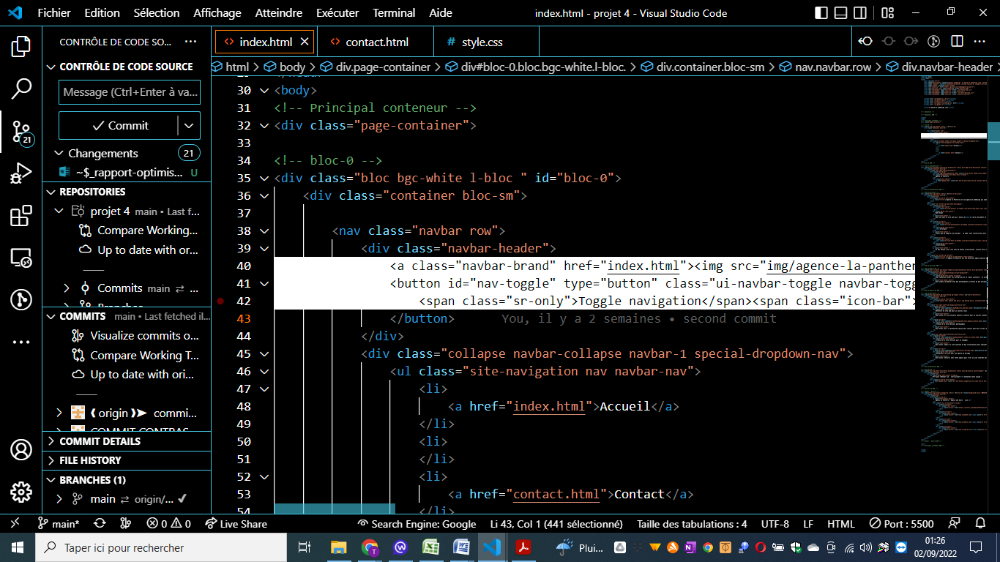 Fichier Edition Sélection Affichage Atteindre Exécuter Terminal Aide index.html - projet 4 - Visual Studio Code
CONTRÔLE DE CODE SO... ···
index.html
contact.html
# style.css
CONTRÔLE DE CODE SOURCE
html > body > div.page-container > div#bloc-0.bloc.bgc-white.l-bloc. > div.container.bloc-sm > nav.navbar.row > div.navbar-header >
Message (Ctrl+Enter à va...
Commit
Changements 21
~$_rapport-optimis... U
REPOSITORIES
projet 4 main • Last f...
Compare Working...
Up to date with or...
Commits main ⇄ ...
COMMITS main • Last fetched il...
Visualize commits o...
Compare Working T...
Up to date with ori...
origin commi...
COMMIT DETAILS
FILE HISTORY
BRANCHES (1)
main ⇄ origin/... ✓
21
30 <body>
31 <!-- Principal conteneur -->
32 <div class="page-container">
33
34 <!-- bloc-0 -->
35 <div class="bloc bgc-white l-bloc " id="bloc-0">
36 <div class="container bloc-sm">
37
38 <nav class="navbar row">
39 <div class="navbar-header">
40 <a class="navbar-brand" href="index.html"><img src="img/agence-la-panther
41 <button id="nav-toggle" type="button" class="ui-navbar-toggle navbar-togg
42 <span class="sr-only">Toggle navigation</span><span class="icon-bar">
43 </button> You, il y a 2 semaines • second commit
44 </div>
45 <div class="collapse navbar-collapse navbar-1 special-dropdown-nav">
46 <ul class="site-navigation nav navbar-nav">
47 <li>
48 <a href="index.html">Accueil</a>
49 </li>
50 <li>
51 </li>
52 <li>
53 <a href="contact.html">Contact</a>
54 </li>
main* 0 0 Live Share Search Engine: Google Li 43, Col 1 (441 sélectionné) Taille des tabulations : 4 UTF-8 LF HTML Port : 5500
Taper ici pour rechercher
Plui...
01:26
02/09/2022